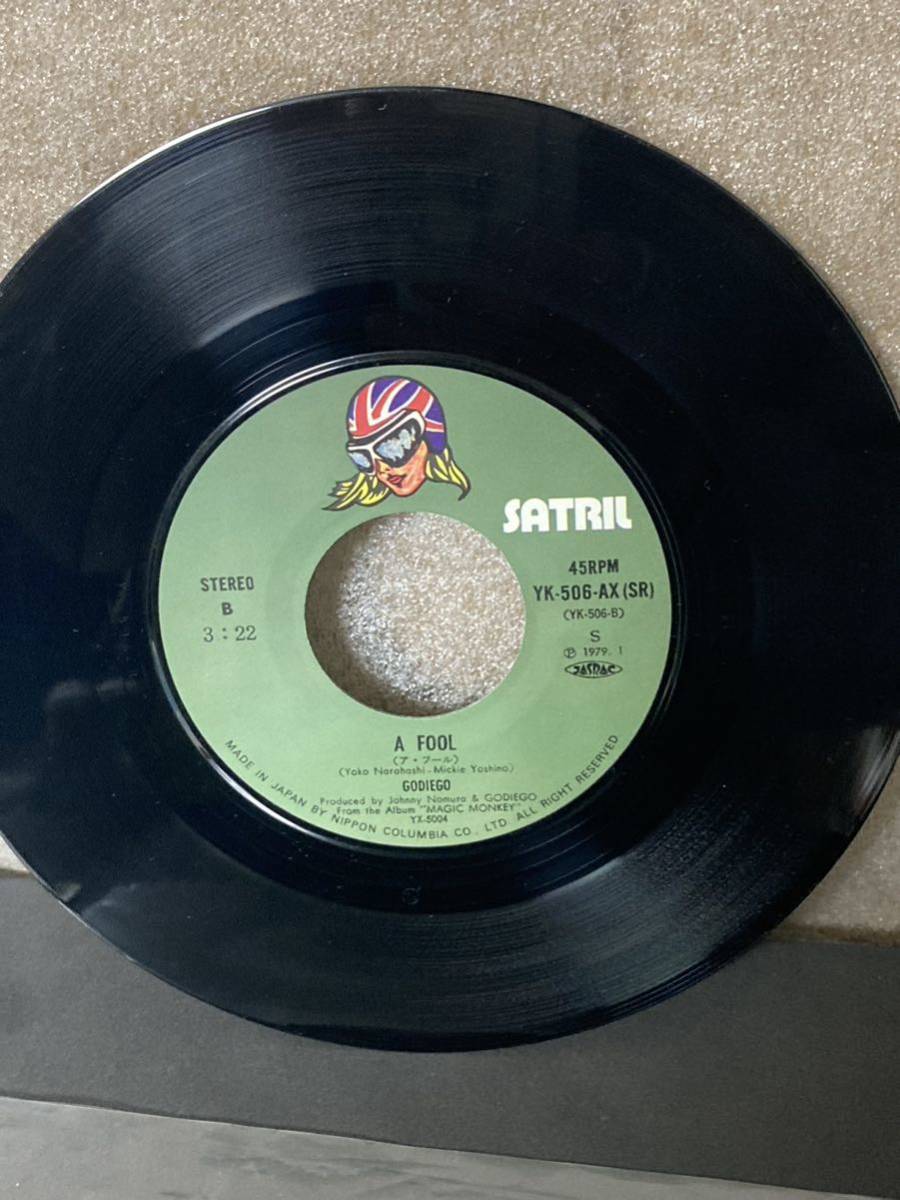 SATRIL
STEREO
B
3:22
45RPM
YK-506-AX(SR)
(YK-506-B)
S
Ⓟ 1979. 1
JASRAC
A FOOL
(ア・フール)
(Yoko Narahashi - Mickie Yoshino)
GODIEGO
Produced by Johnny Nomura & GODIEGO
From the Album "MAGIC MONKEY"
YX-5004
MADE IN JAPAN BY NIPPON COLUMBIA CO., LTD. ALL RIGHT RESERVED